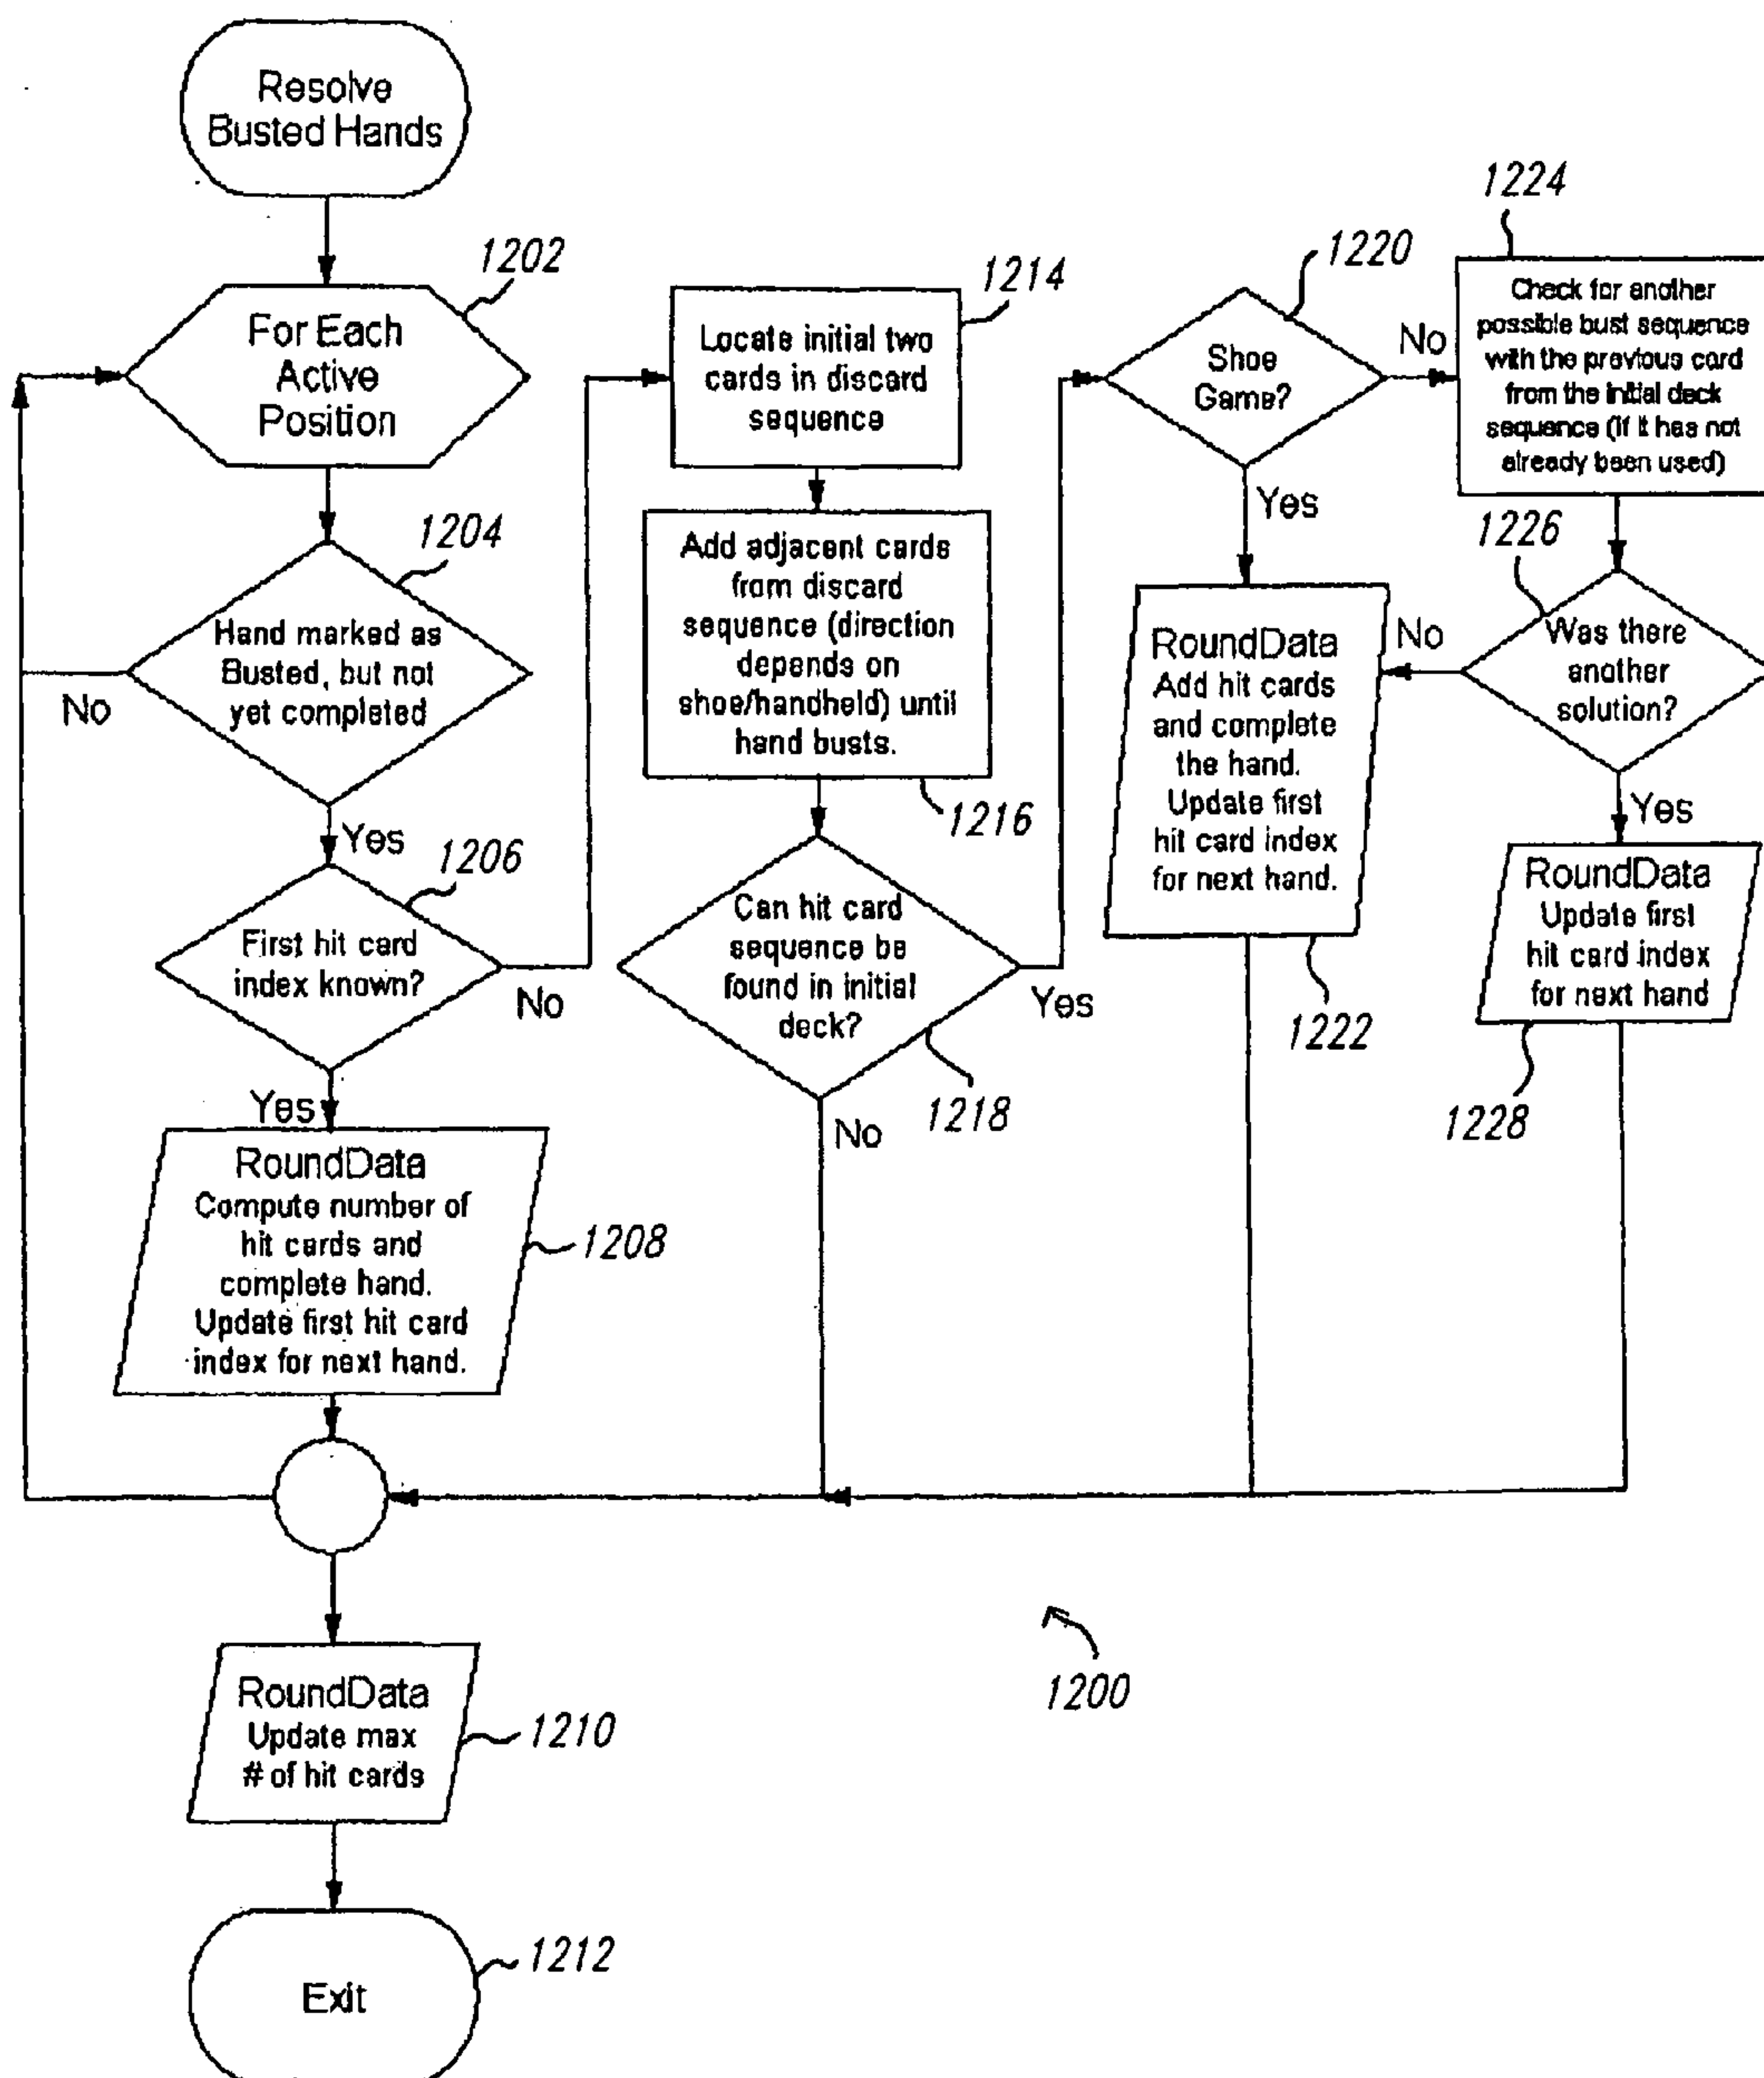 Resolve
Busted Hands
1202
For Each
Active
Position
1204
Hand marked as
Busted, but not
yet completed
No
Yes
1206
First hit card
index known?
No
Yes
RoundData
Compute number of
hit cards and
complete hand.
Update first hit card
index for next hand.
1208
RoundData
Update max
# of hit cards
1210
Exit
1212
1214
Locate initial two
cards in discard
sequence
Add adjacent cards
from discard
sequence (direction
depends on
shoe/handheld) until
hand busts.
1216
Can hit card
sequence be
found in initial
deck?
Yes
1218
No
1220
Shoe
Game?
No
Yes
RoundData
Add hit cards
and complete
the hand.
Update first
hit card index
for next hand.
1222
1224
Check for another
possible bust sequence
with the previous card
from the initial deck
sequence (if it has not
already been used)
1226
Was there
another
solution?
No
Yes
RoundData
Update first
hit card index
for next hand
1228
1200